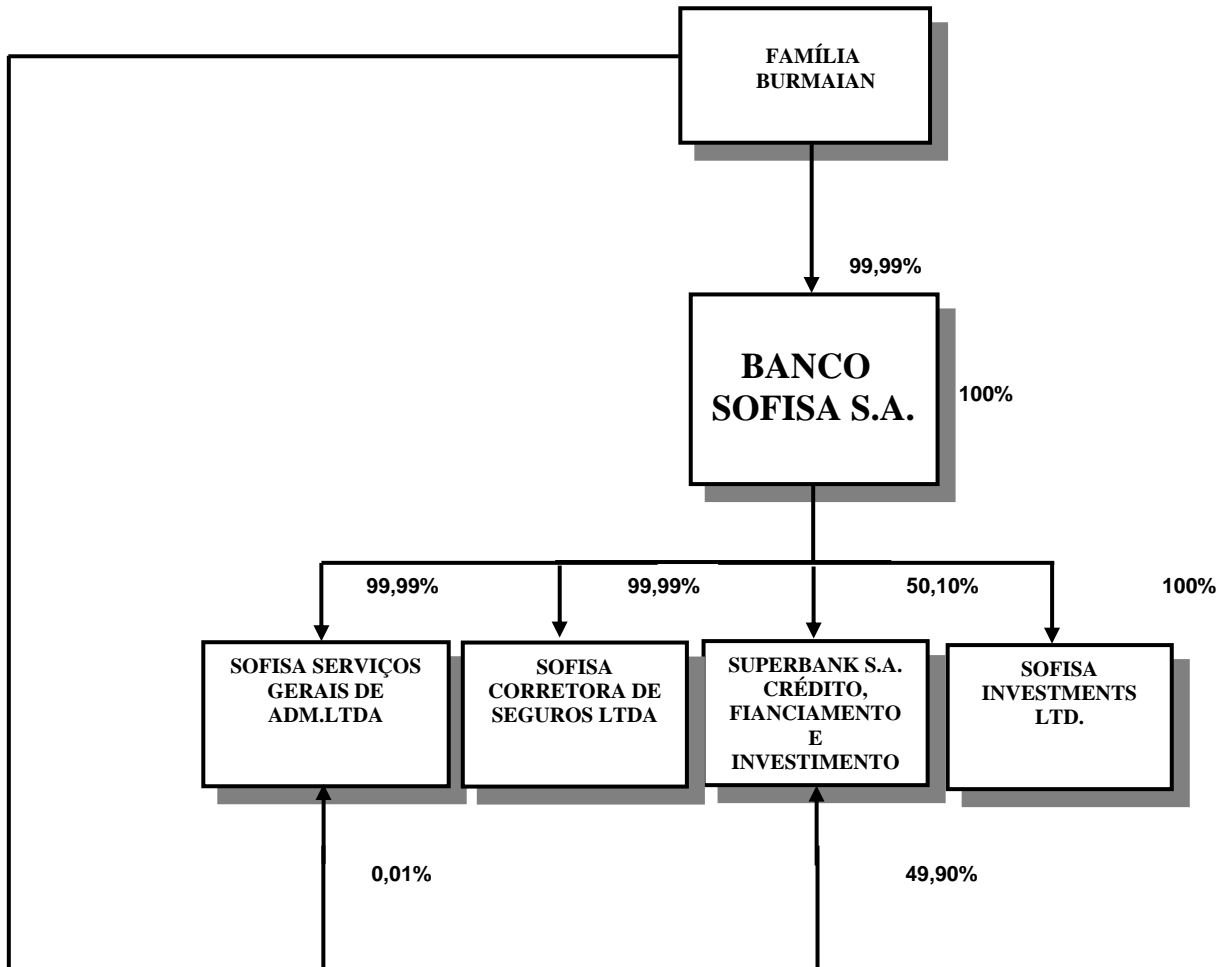 FAMÍLIA
BURMAIAN
99,99%
BANCO
SOFISA S.A.
100%
99,99%
99,99%
50,10%
100%
SOFISA SERVIÇOS
GERAIS DE
ADM.LTDA
SOFISA
CORRETORA DE
SEGUROS LTDA
SUPERBANK S.A.
CRÉDITO,
FIANCIAMENTO
E
INVESTIMENTO
SOFISA
INVESTMENTS
LTD.
0,01%
49,90%